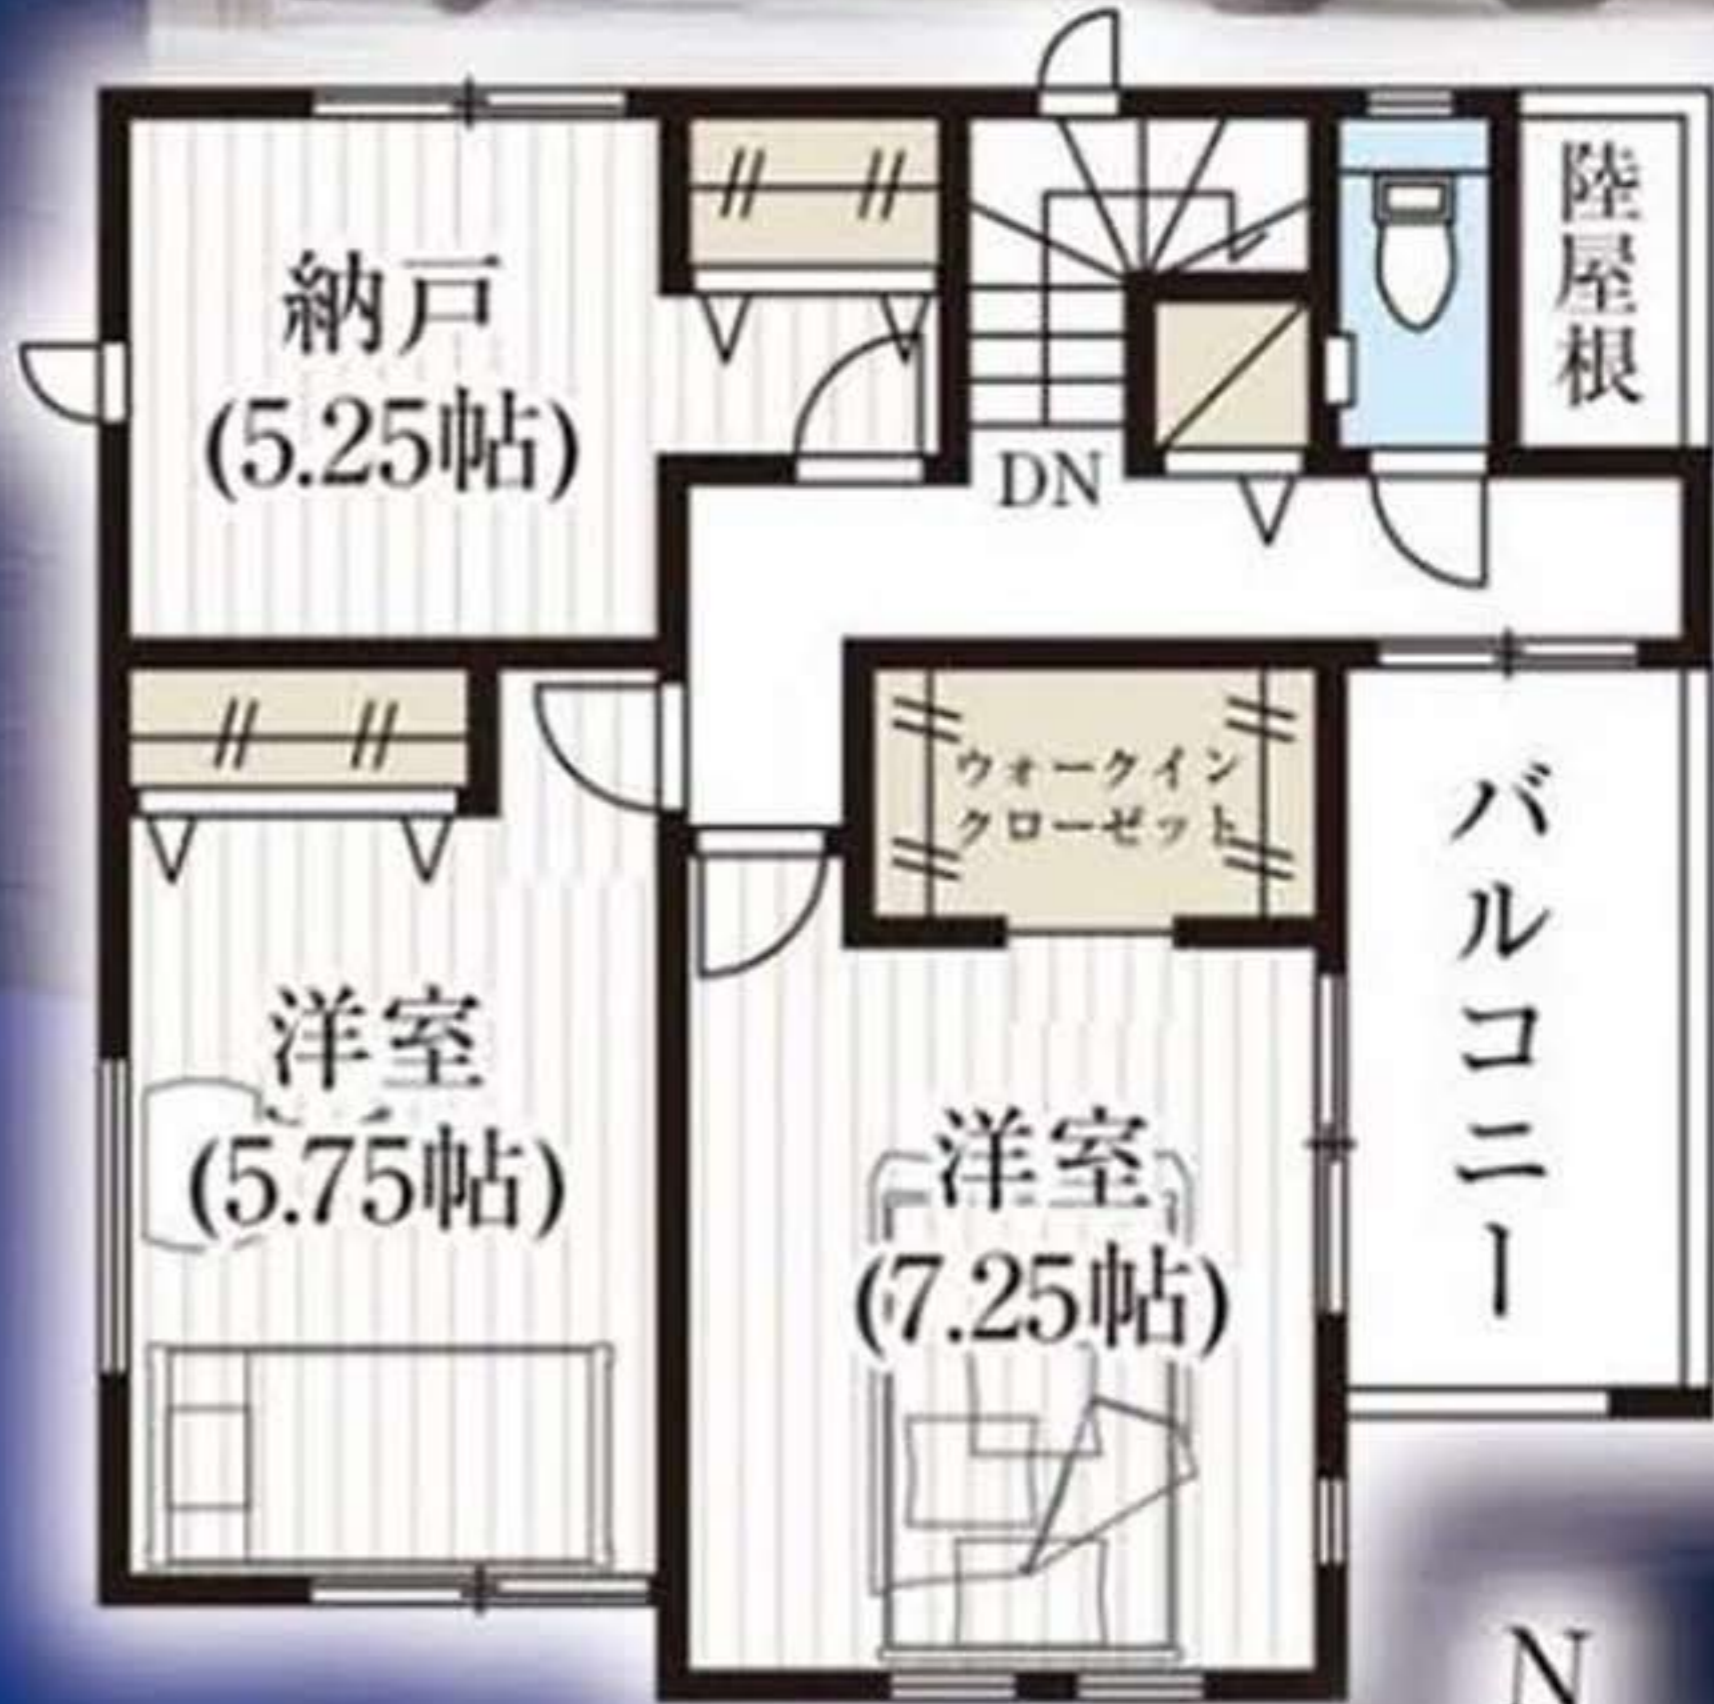 納戸
(5.25帖)
DN
陸屋根
ウォークイン
クローゼット
バルコニー
洋室
(5.75帖)
洋室
(7.25帖)
N